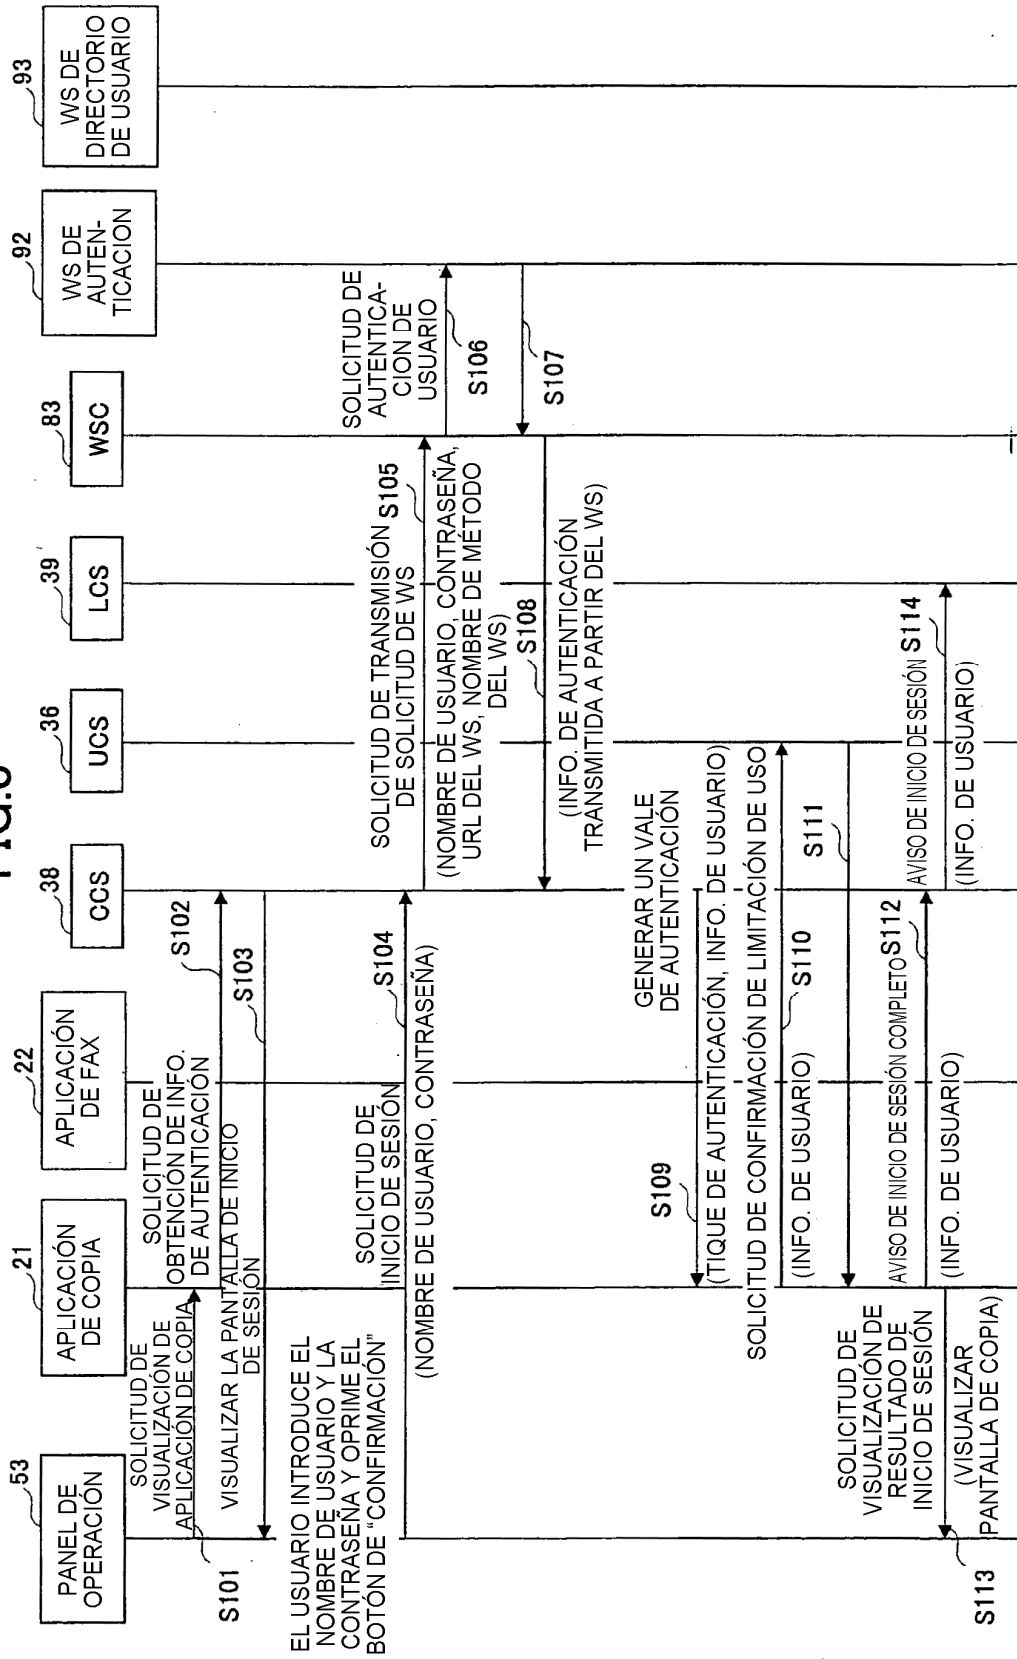 53
PANEL DE
OPERACIÓN
21
APLICACIÓN
DE COPIA
22
APLICACIÓN
DE FAX
38
CCS
36
UCS
39
LCS
83
WSC
92
WS DE
AUTEN-
TICACION
93
WS DE
DIRECTORIO
DE USUARIO
SOLICITUD DE
VISUALIZACIÓN DE
APLICACIÓN DE COPIA
S101
SOLICITUD DE
OBTENCIÓN DE INFO.
DE AUTENTICACIÓN
S102
VISUALIZAR LA PANTALLA DE INICIO
DE SESIÓN
S103
EL USUARIO INTRODUCE EL
NOMBRE DE USUARIO Y LA
CONTRASEÑA Y OPRIME EL
BOTÓN DE “CONFIRMACIÓN”
SOLICITUD DE
INICIO DE SESIÓN
S104
(NOMBRE DE USUARIO, CONTRASEÑA)
SOLICITUD DE TRANSMISIÓN
DE SOLICITUD DE WS
S105
(NOMBRE DE USUARIO, CONTRASEÑA,
URL DEL WS, NOMBRE DE MÉTODO
DEL WS)
SOLICITUD DE
AUTENTICA-
CION DE
USUARIO
S106
S107
S108
(INFO. DE AUTENTICACIÓN
TRANSMITIDA A PARTIR DEL WS)
GENERAR UN VALE
DE AUTENTICACIÓN
S109
(TIQUE DE AUTENTICACIÓN, INFO. DE USUARIO)
SOLICITUD DE CONFIRMACIÓN DE LIMITACIÓN DE USO
S110
(INFO. DE USUARIO)
S111
AVISO DE INICIO DE SESIÓN COMPLETO
S112
(INFO. DE USUARIO)
SOLICITUD DE
VISUALIZACIÓN DE
RESULTADO DE
INICIO DE SESIÓN
(VISUALIZAR
PANTALLA DE COPIA)
S113
AVISO DE INICIO DE SESIÓN
S114
(INFO. DE USUARIO)